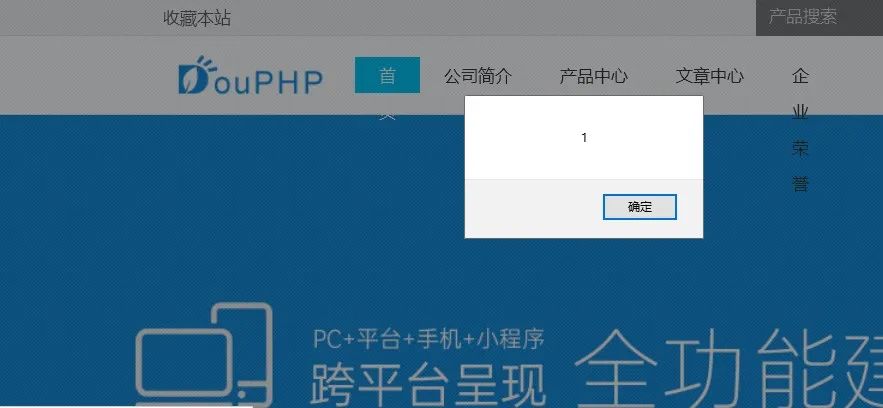 收藏本站
产品搜索
DouPHP
首页
公司简介
产品中心
文章中心
企业荣誉
1
确定
PC+平台+手机+小程序
跨平台呈现
全功能建